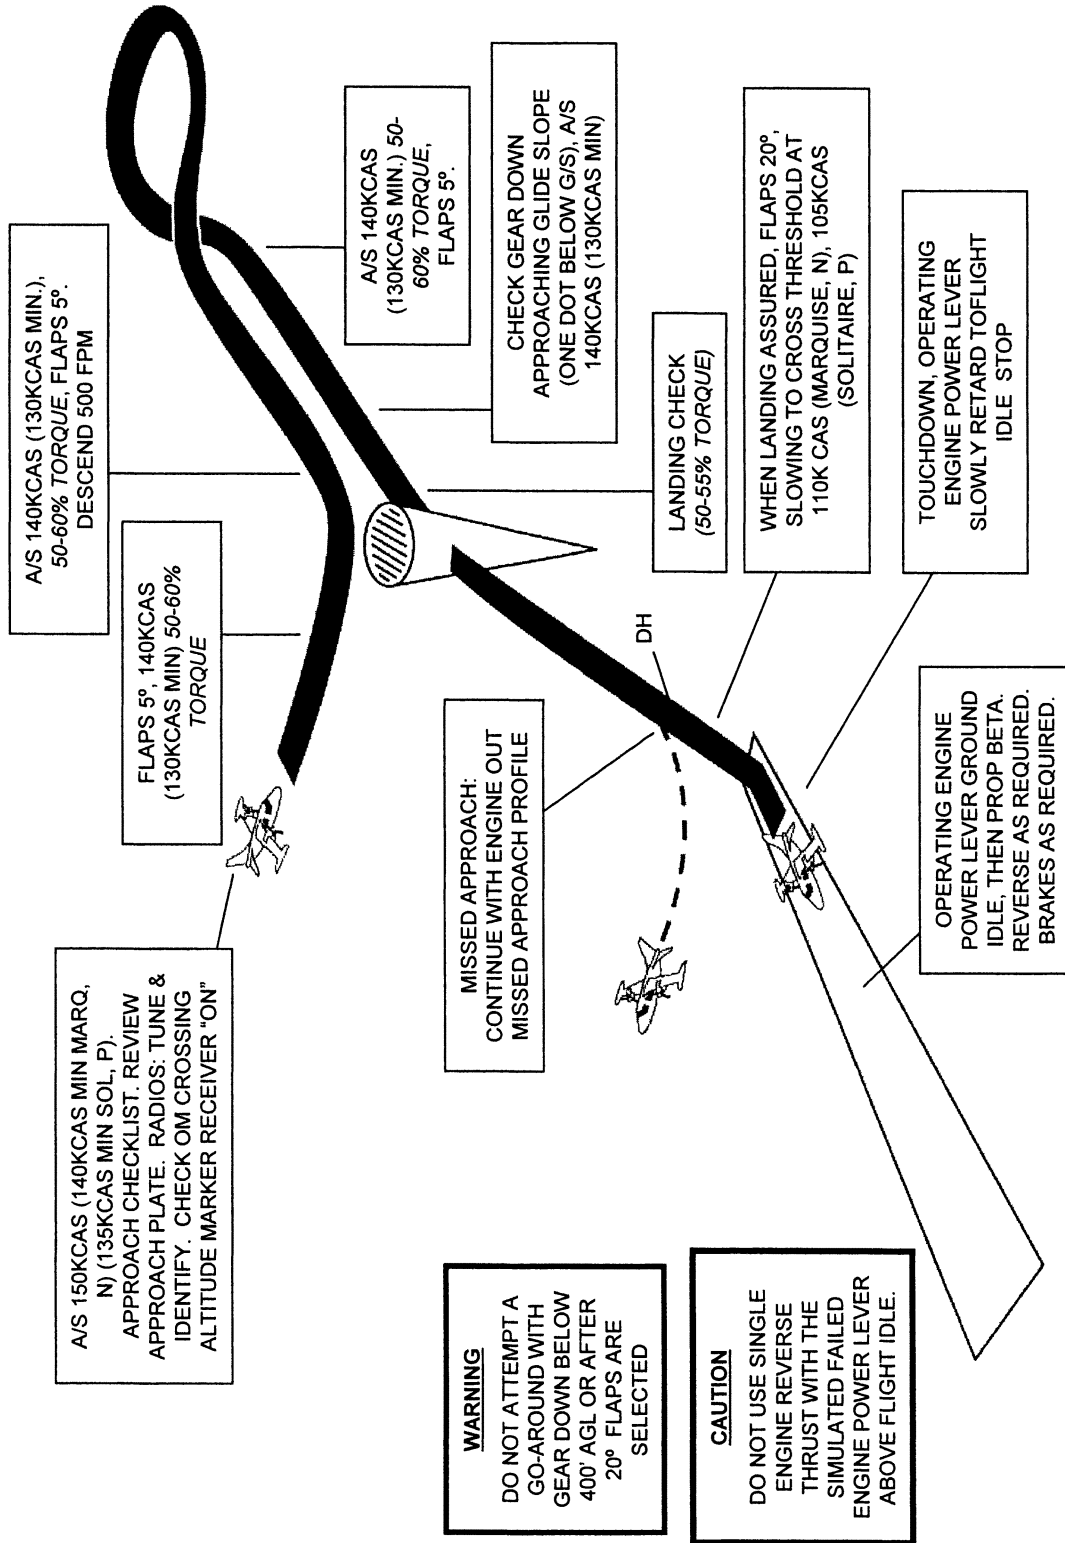 A/S 150KCAS (140KCAS MIN MARQ,
N) (135KCAS MIN SOL, P).
APPROACH CHECKLIST. REVIEW
APPROACH PLATE. RADIOS: TUNE &
IDENTIFY. CHECK OM CROSSING
ALTITUDE MARKER RECEIVER "ON"
FLAPS 5º, 140KCAS
(130KCAS MIN) 50-60%
TORQUE
A/S 140KCAS (130KCAS MIN.),
50-60% TORQUE, FLAPS 5º.
DESCEND 500 FPM
A/S 140KCAS
(130KCAS MIN.) 50-
60% TORQUE,
FLAPS 5º.
CHECK GEAR DOWN
APPROACHING GLIDE SLOPE
(ONE DOT BELOW G/S), A/S
140KCAS (130KCAS MIN)
LANDING CHECK
(50-55% TORQUE)
MISSED APPROACH:
CONTINUE WITH ENGINE OUT
MISSED APPROACH PROFILE
DH
WHEN LANDING ASSURED, FLAPS 20º,
SLOWING TO CROSS THRESHOLD AT
110K CAS (MARQUISE, N), 105KCAS
(SOLITAIRE, P)
TOUCHDOWN, OPERATING
ENGINE POWER LEVER
SLOWLY RETARD TOFLIGHT
IDLE STOP
OPERATING ENGINE
POWER LEVER GROUND
IDLE, THEN PROP BETA.
REVERSE AS REQUIRED.
BRAKES AS REQUIRED.
WARNING
DO NOT ATTEMPT A
GO-AROUND WITH
GEAR DOWN BELOW
400' AGL OR AFTER
20º FLAPS ARE
SELECTED
CAUTION
DO NOT USE SINGLE
ENGINE REVERSE
THRUST WITH THE
SIMULATED FAILED
ENGINE POWER LEVER
ABOVE FLIGHT IDLE.